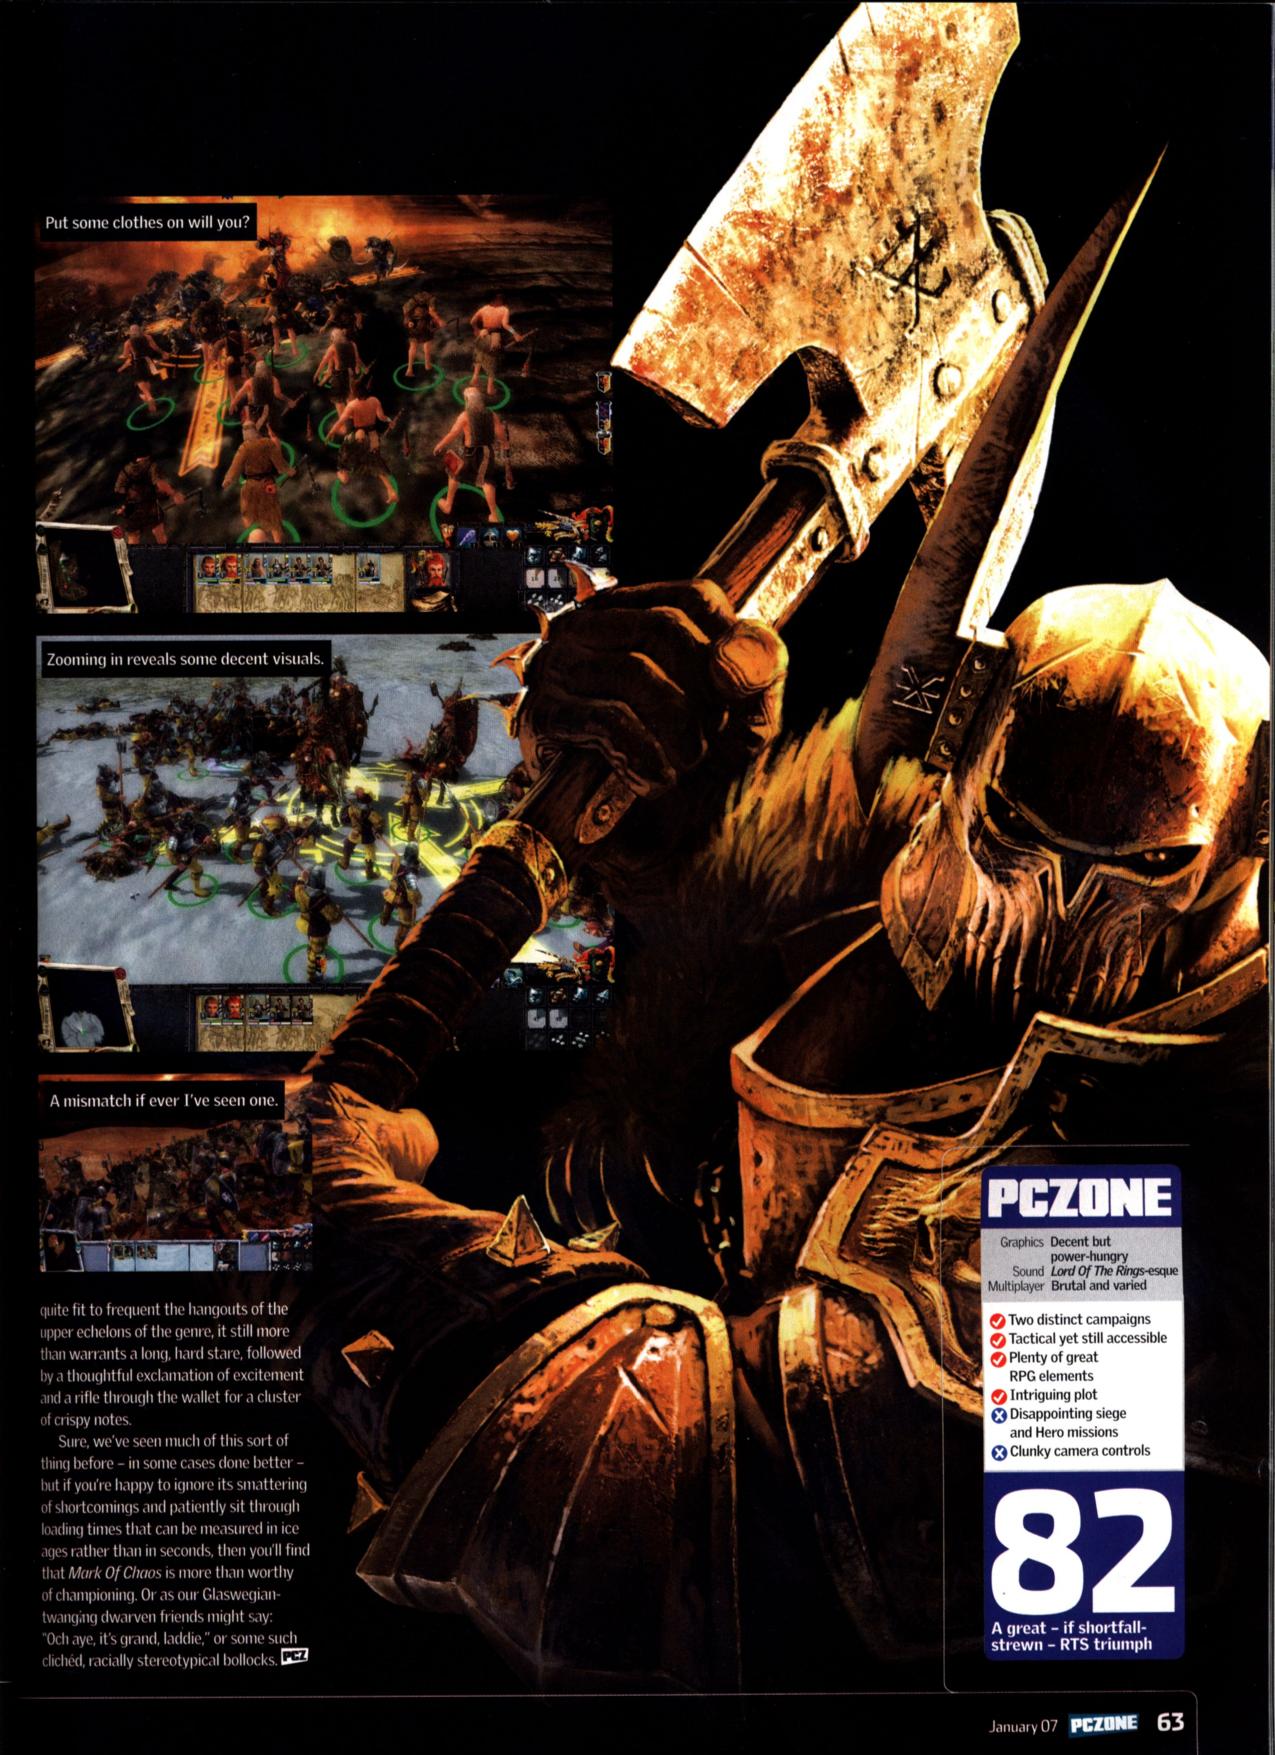 Put some clothes on will you?
Zooming in reveals some decent visuals.
A mismatch if ever I've seen one.
quite fit to frequent the hangouts of the
upper echelons of the genre, it still more
than warrants a long, hard stare, followed
by a thoughtful exclamation of excitement
and a rifle through the wallet for a cluster
of crispy notes.
Sure, we've seen much of this sort of
thing before – in some cases done better –
but if you're happy to ignore its smattering
of shortcomings and patiently sit through
loading times that can be measured in ice
ages rather than in seconds, then you'll find
that Mark Of Chaos is more than worthy
of championing. Or as our Glaswegian-
twanging dwarven friends might say:
"Och aye, it's grand, laddie," or some such
clichéd, racially stereotypical bollocks. PCZ
PCZONE
Graphics Decent but
power-hungry
Sound Lord Of The Rings-esque
Multiplayer Brutal and varied
Two distinct campaigns
Tactical yet still accessible
Plenty of great
RPG elements
Intriguing plot
Disappointing siege
and Hero missions
Clunky camera controls
82
A great – if shortfall-
strewn – RTS triumph
January 07 PCZONE 63